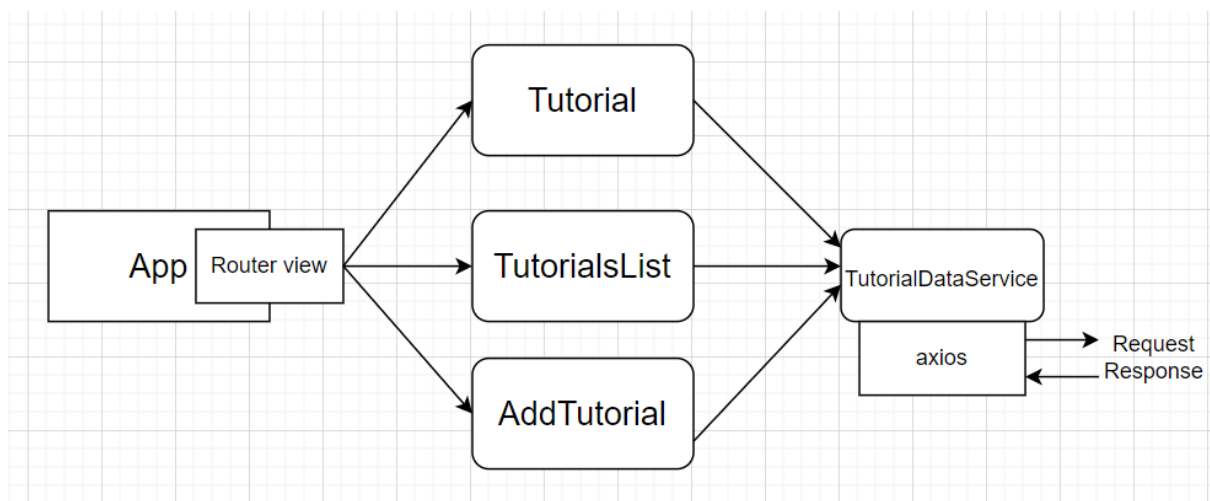 Tutorial
App
Router view
TutorialsList
TutorialDataService
axios
Request
Response
AddTutorial